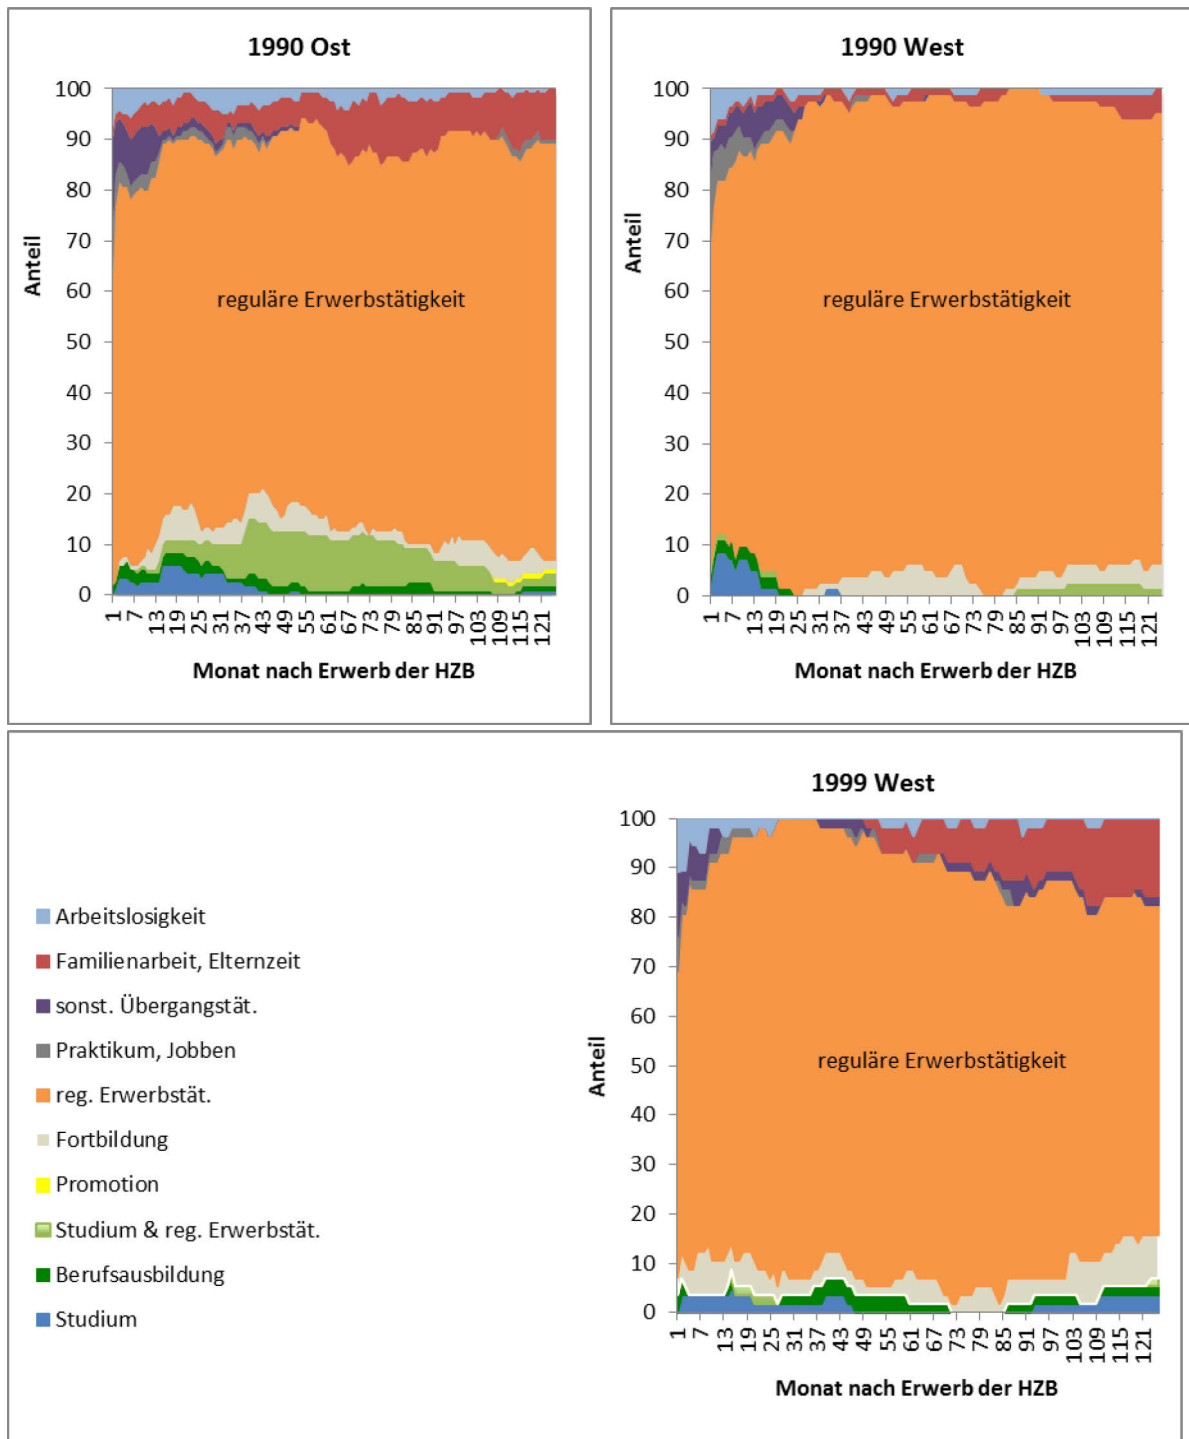 1990 Ost
100
90
80
70
60
50
40
30
20
10
0
Anteil
reguläre Erwerbstätigkeit
1 7 13 19 25 31 37 43 49 55 61 67 73 79 85 91 97 103 109 115 121
Monat nach Erwerb der HZB
1990 West
100
90
80
70
60
50
40
30
20
10
0
Anteil
reguläre Erwerbstätigkeit
1 7 13 19 25 31 37 43 49 55 61 67 73 79 85 91 97 103 109 115 121
Monat nach Erwerb der HZB
Arbeitslosigkeit
Familienarbeit, Elternzeit
sonst. Übergangstät.
Praktikum, Jobben
reg. Erwerbstät.
Fortbildung
Promotion
Studium & reg. Erwerbstät.
Berufsausbildung
Studium
1999 West
100
90
80
70
60
50
40
30
20
10
0
Anteil
reguläre Erwerbstätigkeit
1 7 13 19 25 31 37 43 49 55 61 67 73 79 85 91 97 103 109 115 121
Monat nach Erwerb der HZB